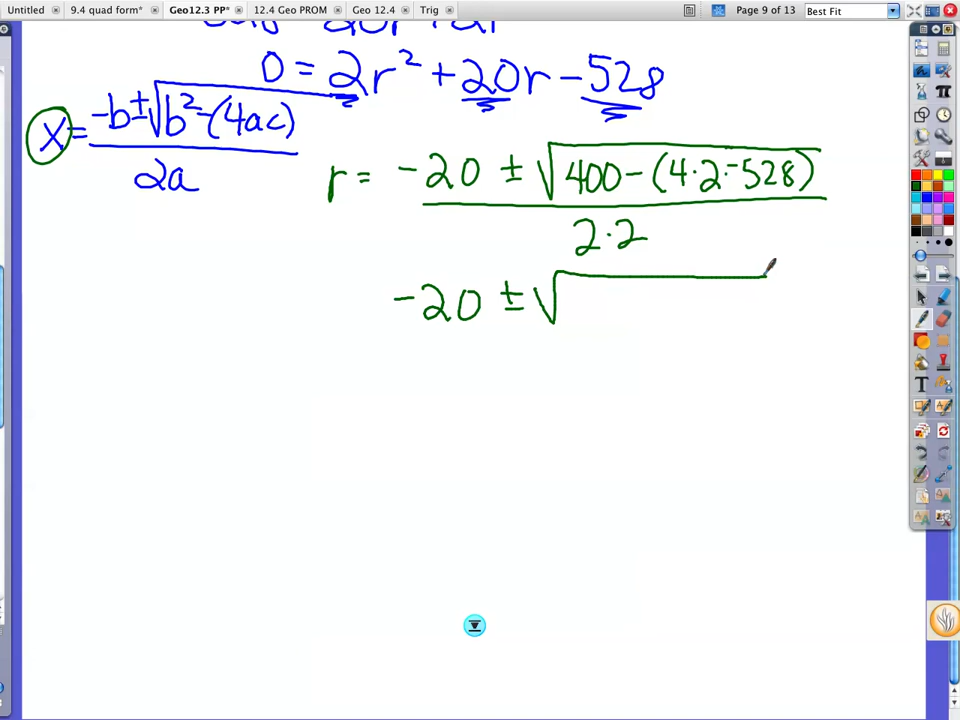 Untitled 9.4 quad form* Geo12.3 PP* 12.4 Geo PROM Geo 12.4 Trig Page 9 of 13 Best Fit
0 = 2r² + 20r - 528
x = -b ± √b² - (4ac)
2a
r = -20 ± √400 - (4·2·⁻528)
2·2
-20 ± √